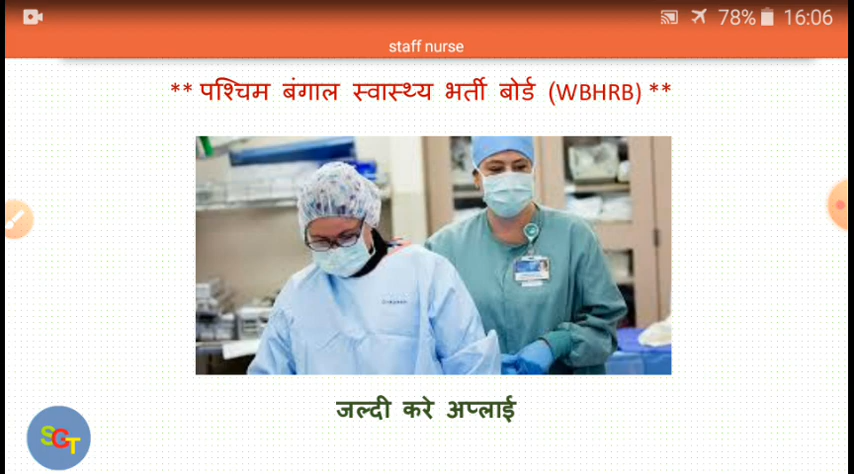 78% 16:06
staff nurse
** पश्चिम बंगाल स्वास्थ्य भर्ती बोर्ड (WBHRB) **
जल्दी करे अप्लाई
SGT